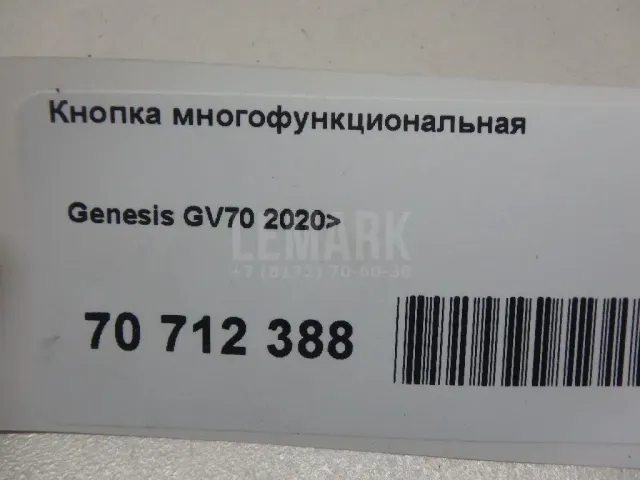 Кнопка многофункциональная
Genesis GV70 2020>
LEMARK
70 712 388